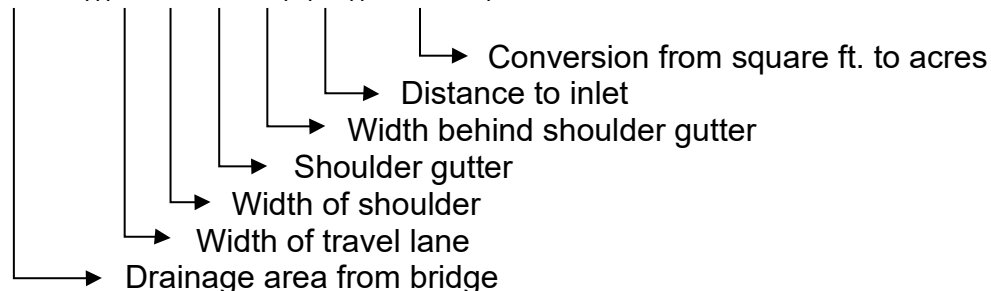 Conversion from square ft. to acres
Distance to inlet
Width behind shoulder gutter
Shoulder gutter
Width of shoulder
Width of travel lane
Drainage area from bridge